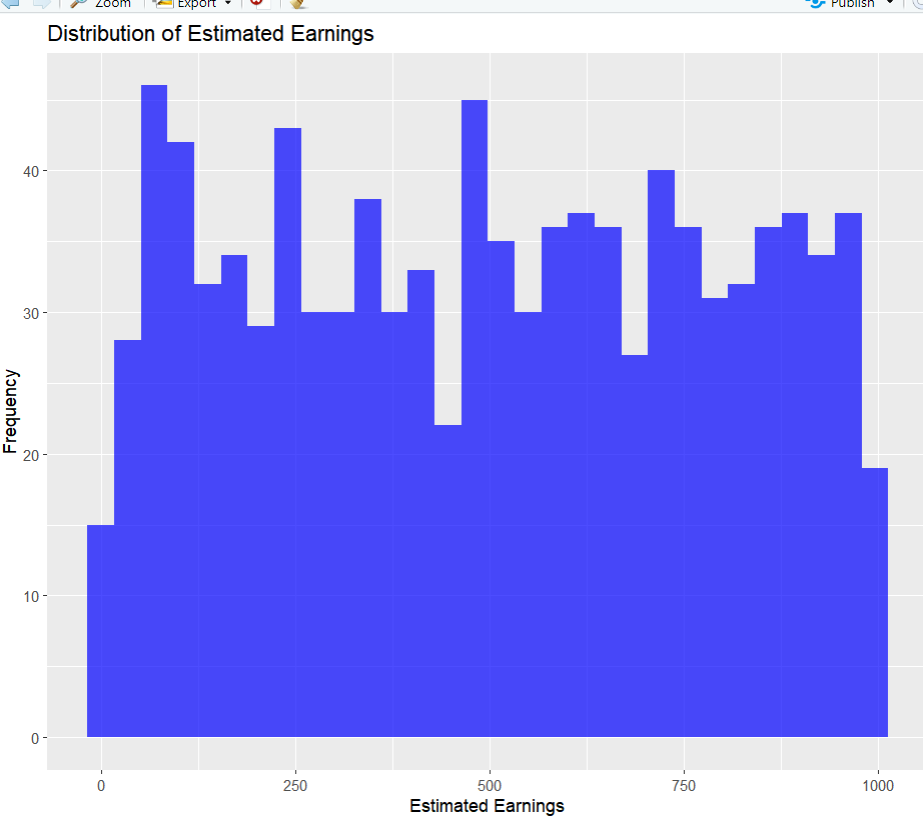 Zoom Export Publish
Distribution of Estimated Earnings
40
30
20
10
0
Frequency
0 250 500 750 1000
Estimated Earnings